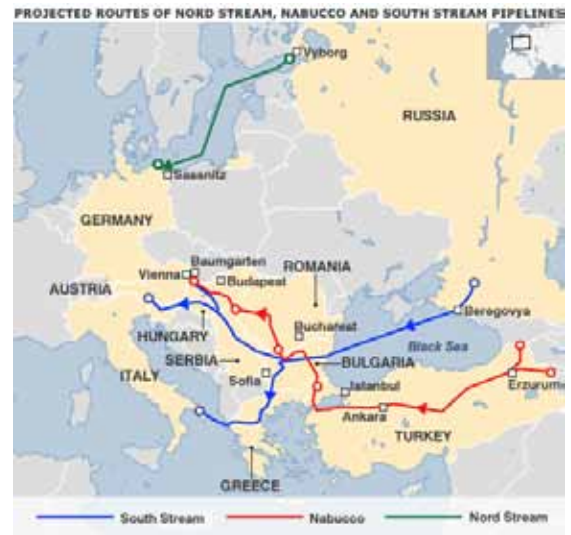 PROJECTED ROUTES OF NORD STREAM, NABUCCO AND SOUTH STREAM PIPELINES
Vyborg
RUSSIA
Sassnitz
GERMANY
Baumgarten
Vienna
Budapest
ROMANIA
AUSTRIA
Beregovya
HUNGARY
Bucharest
Black Sea
SERBIA
BULGARIA
ITALY
Sofia
Istanbul
Erzurum
Ankara
TURKEY
GREECE
South Stream
Nabucco
Nord Stream